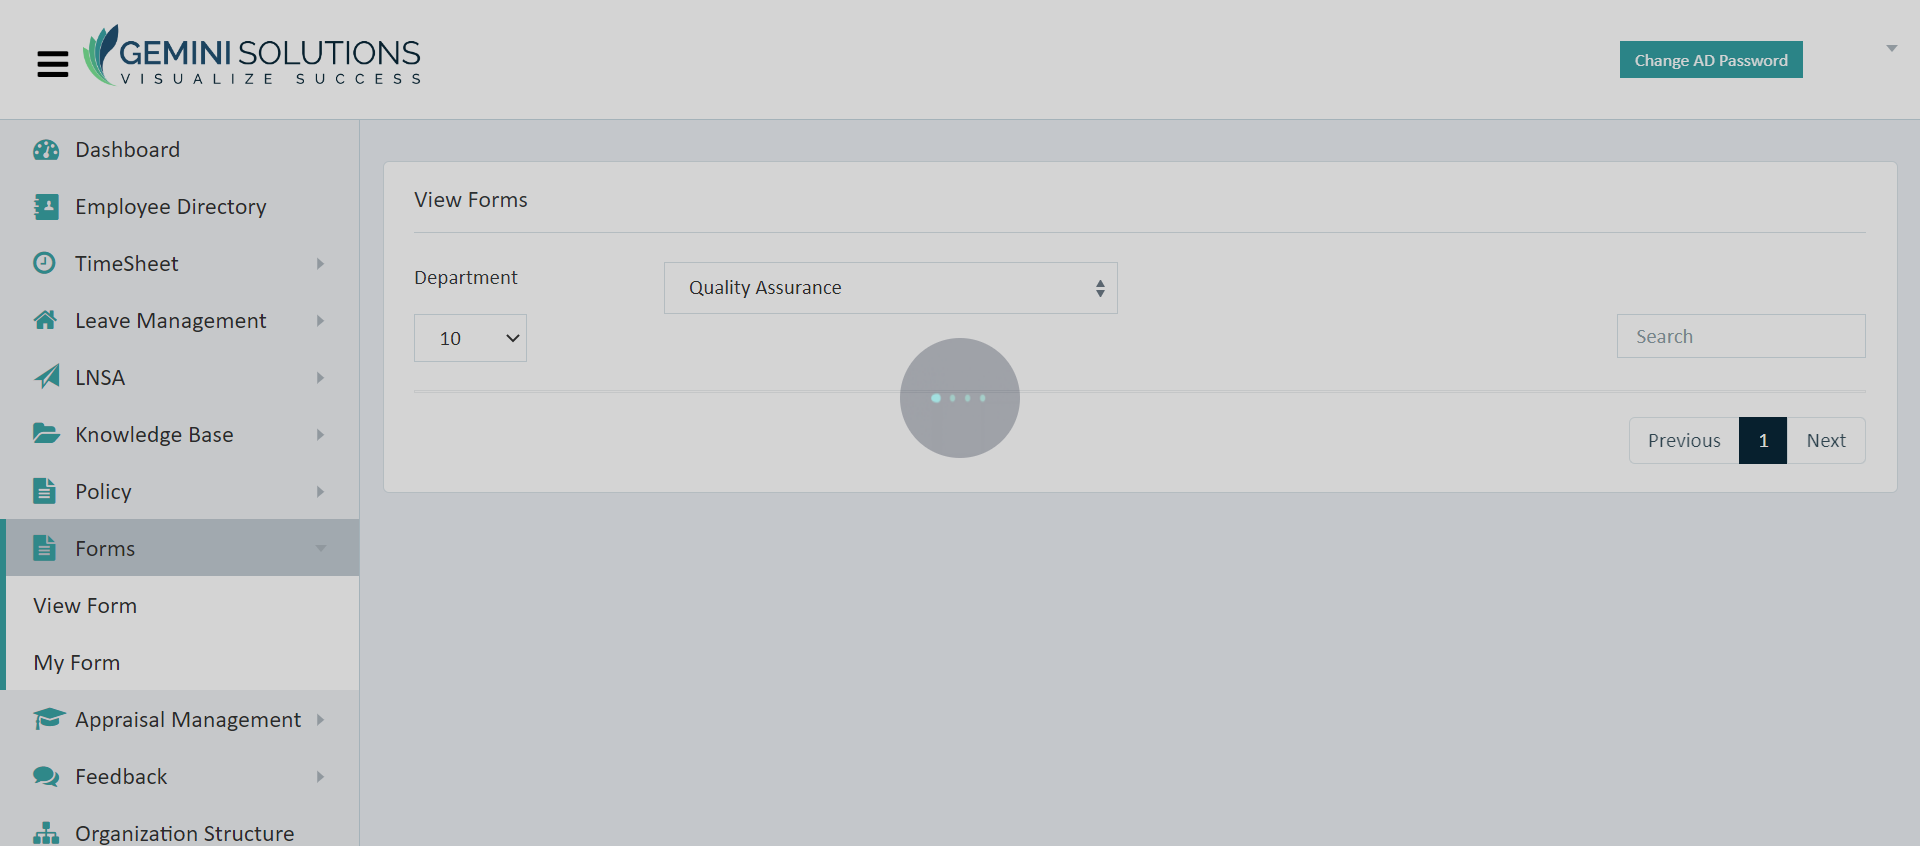 GEMINI SOLUTIONS
VISUALIZE SUCCESS
Change AD Password
Dashboard
Employee Directory
TimeSheet
Leave Management
LNSA
Knowledge Base
Policy
Forms
View Form
My Form
Appraisal Management
Feedback
Organization Structure
View Forms
Department
Quality Assurance
10
Search
Previous 1 Next